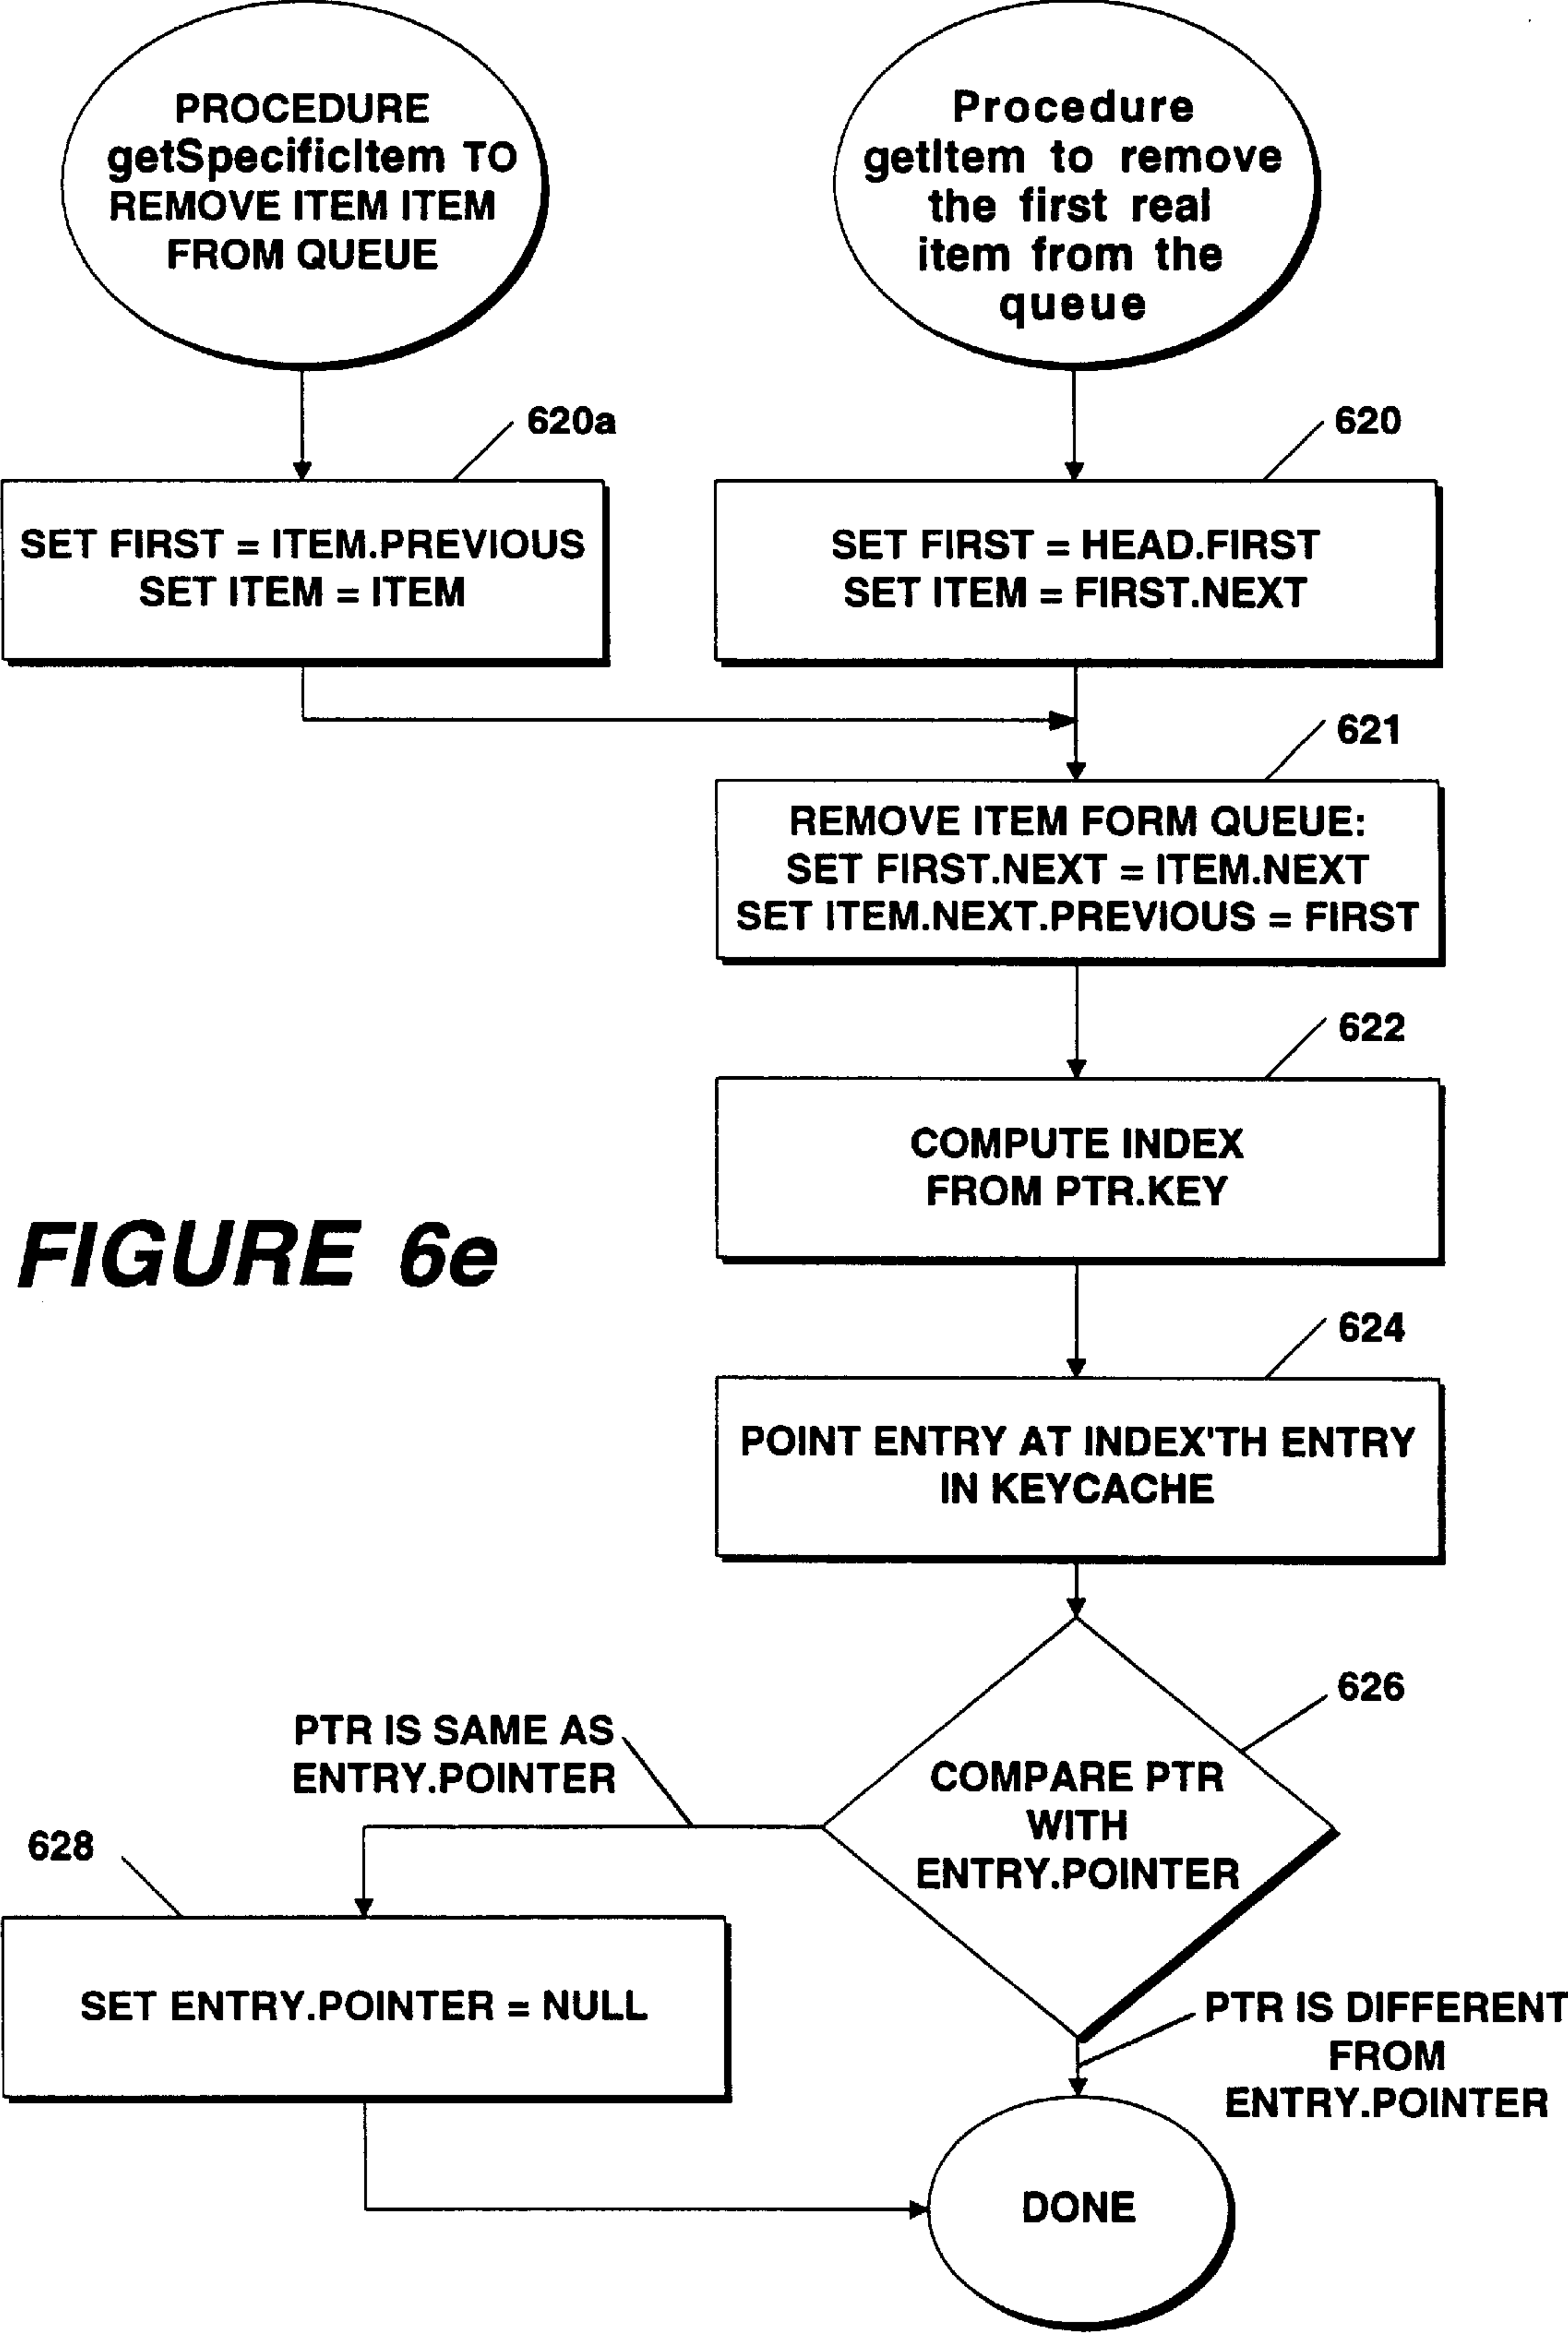 PROCEDURE
getSpecificItem TO
REMOVE ITEM ITEM
FROM QUEUE
Procedure
getItem to remove
the first real
item from the
queue
620a
620
SET FIRST = ITEM.PREVIOUS
SET ITEM = ITEM
SET FIRST = HEAD.FIRST
SET ITEM = FIRST.NEXT
621
REMOVE ITEM FORM QUEUE:
SET FIRST.NEXT = ITEM.NEXT
SET ITEM.NEXT.PREVIOUS = FIRST
622
COMPUTE INDEX
FROM PTR.KEY
FIGURE 6e
624
POINT ENTRY AT INDEX'TH ENTRY
IN KEYCACHE
626
PTR IS SAME AS
ENTRY.POINTER
COMPARE PTR
WITH
ENTRY.POINTER
628
SET ENTRY.POINTER = NULL
PTR IS DIFFERENT
FROM
ENTRY.POINTER
DONE